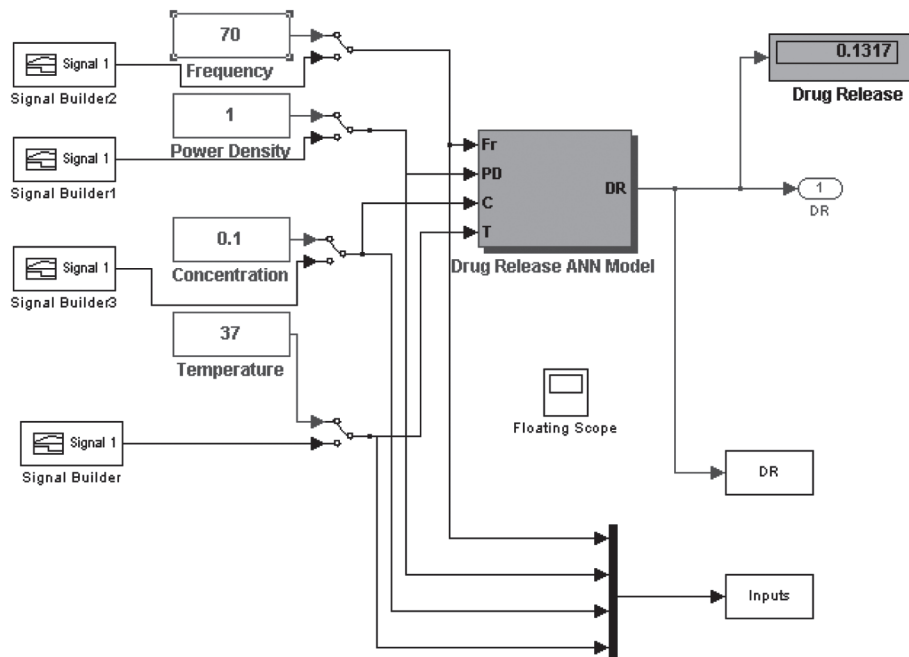 70
Frequency
Signal 1
Signal Builder2
1
Power Density
Signal 1
Signal Builder1
0.1
Concentration
Signal 1
Signal Builder3
37
Temperature
Signal 1
Signal Builder
Fr
PD
C
T
DR
Drug Release ANN Model
0.1317
Drug Release
1
DR
Floating Scope
DR
Inputs